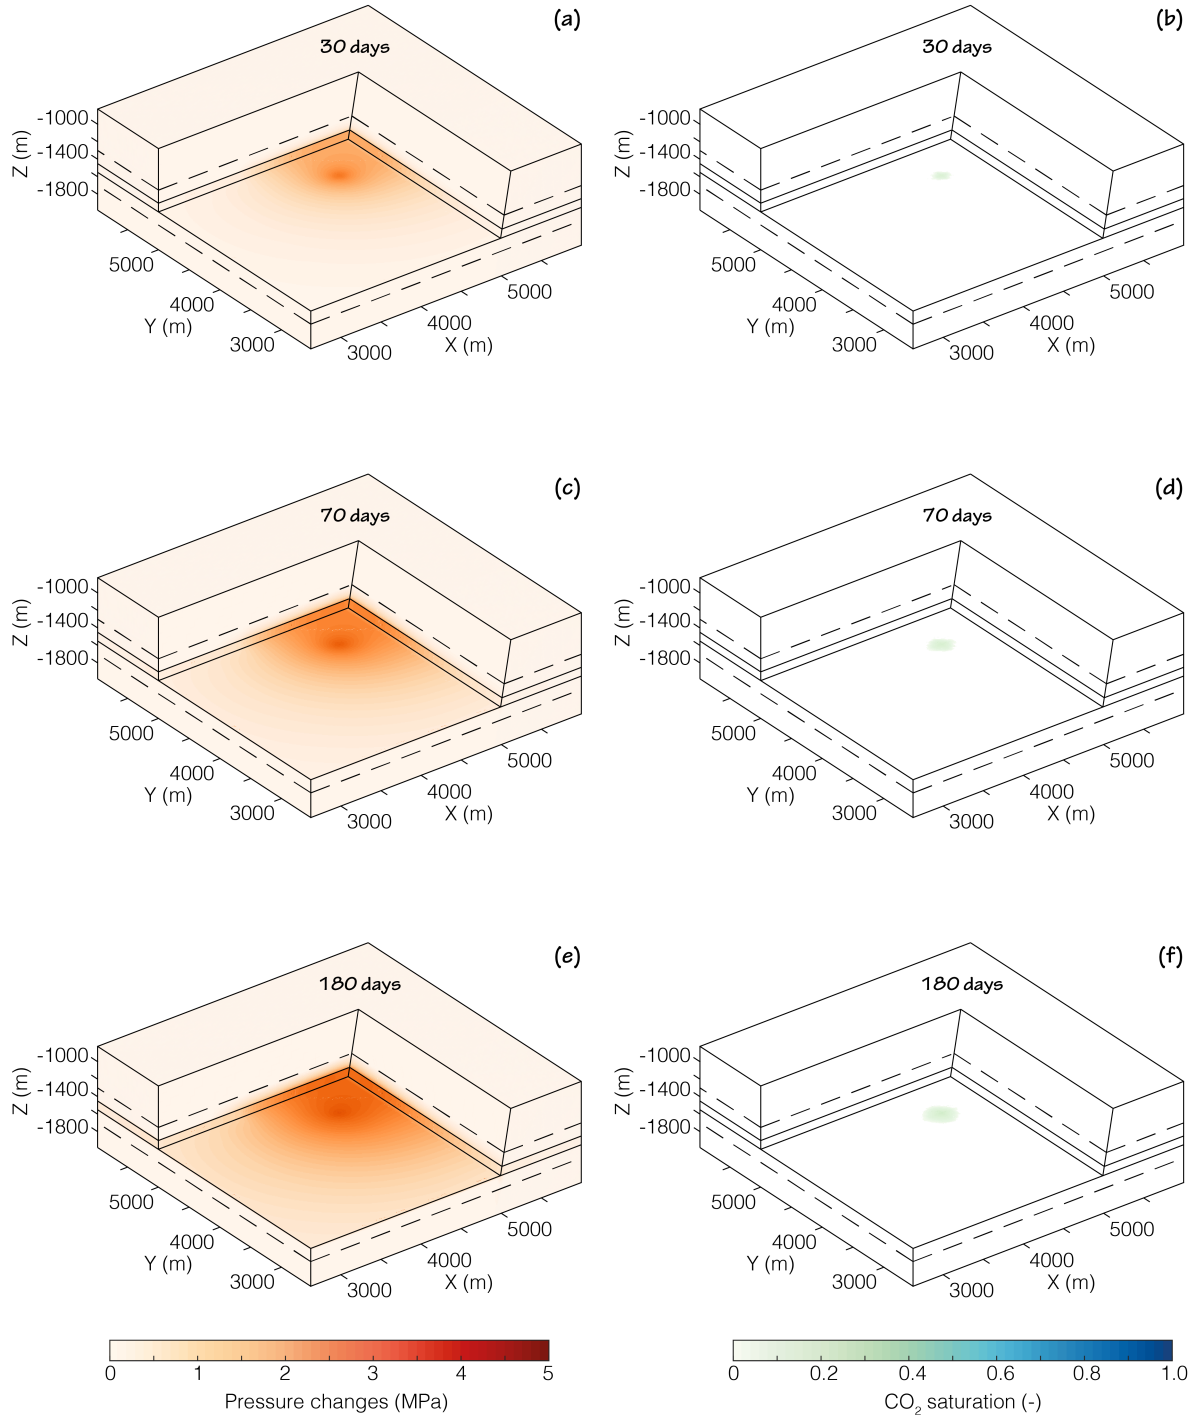 (a)
30 days
-1000
-1400
-1800
Z (m)
5000
4000
3000
Y (m)
3000
4000
5000
X (m)
(b)
30 days
-1000
-1400
-1800
Z (m)
5000
4000
3000
Y (m)
3000
4000
5000
X (m)
(c)
70 days
-1000
-1400
-1800
Z (m)
5000
4000
3000
Y (m)
3000
4000
5000
X (m)
(d)
70 days
-1000
-1400
-1800
Z (m)
5000
4000
3000
Y (m)
3000
4000
5000
X (m)
(e)
180 days
-1000
-1400
-1800
Z (m)
5000
4000
3000
Y (m)
3000
4000
5000
X (m)
(f)
180 days
-1000
-1400
-1800
Z (m)
5000
4000
3000
Y (m)
3000
4000
5000
X (m)
0 1 2 3 4 5
Pressure changes (MPa)
0 0.2 0.4 0.6 0.8 1.0
CO₂ saturation (-)